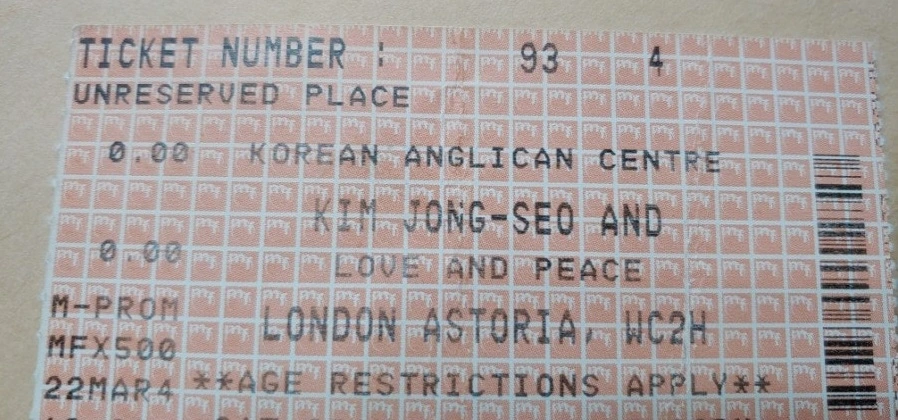 TICKET NUMBER : 93 4
UNRESERVED PLACE
0.00 KOREAN ANGLICAN CENTRE
KIM JONG-SEO AND
0.00 LOVE AND PEACE
M-PROM LONDON ASTORIA, WC2H
MFX500
22MAR4 **AGE RESTRICTIONS APPLY**